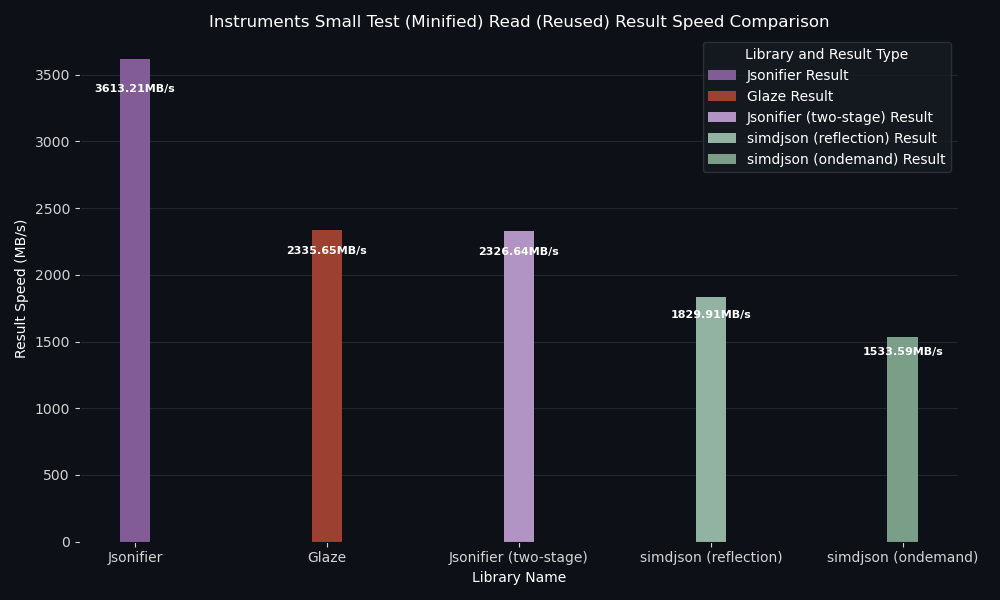 Instruments Small Test (Minified) Read (Reused) Result Speed Comparison
Library and Result Type
Jsonifier Result
Glaze Result
Jsonifier (two-stage) Result
simdjson (reflection) Result
simdjson (ondemand) Result
Result Speed (MB/s)
3500
3000
2500
2000
1500
1000
500
0
3613.21MB/s
2335.65MB/s
2326.64MB/s
1829.91MB/s
1533.59MB/s
Jsonifier
Glaze
Jsonifier (two-stage)
simdjson (reflection)
simdjson (ondemand)
Library Name